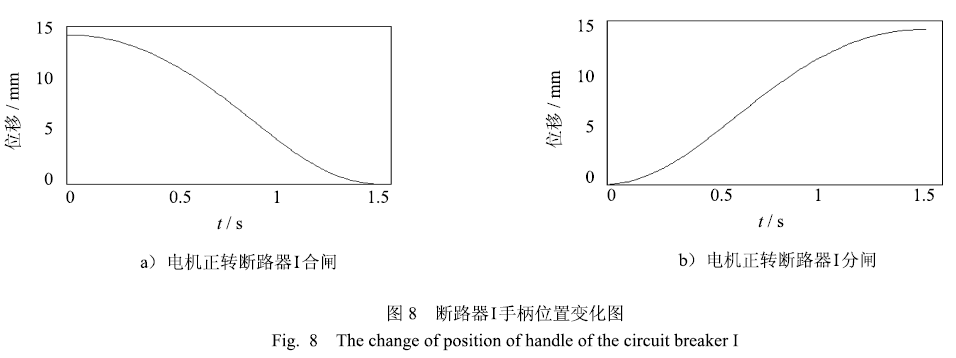 15
10
5
0
位移 / mm
0 0.5 1 1.5
t / s
a）电机正转断路器I合闸
15
10
5
0
位移 / mm
0 0.5 1 1.5
t / s
b）电机正转断路器I分闸
图 8 断路器I手柄位置变化图
Fig. 8 The change of position of handle of the circuit breaker I